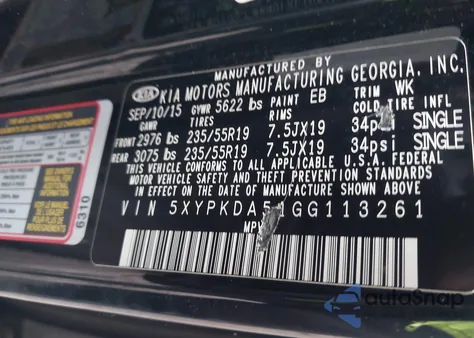 MANUFACTURED BY
KIA KIA MOTORS MANUFACTURING GEORGIA, INC.
SEP/10/15 GVWR 5622 lbs PAINT EB TRIM WK
GAWR TIRES RIMS COLD TIRE INFL
FRONT 2976 lbs 235/55R19 7.5JX19 34psi SINGLE
REAR 3075 lbs 235/55R19 7.5JX19 34psi SINGLE
THIS VEHICLE CONFORMS TO ALL APPLICABLE U.S.A. FEDERAL
MOTOR VEHICLE SAFETY AND THEFT PREVENTION STANDARDS
IN EFFECT ON THE DATE OF MANUFACTURE SHOWN ABOVE
VIN 5XYPKDA51GG113261
MPV
6310
autoSnap